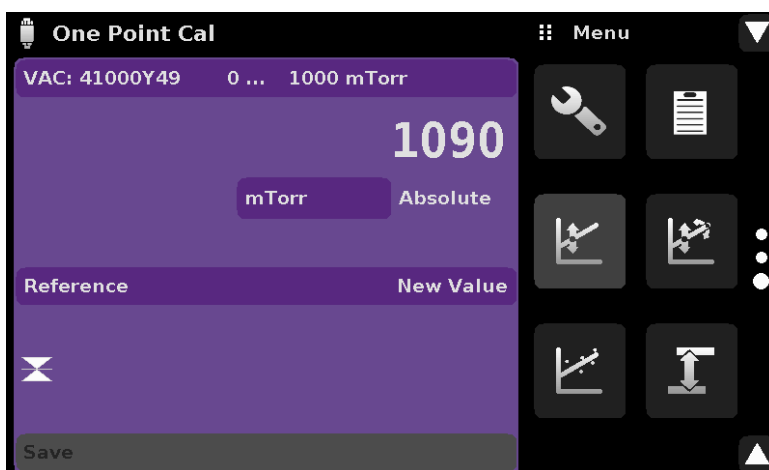 One Point Cal
Menu
VAC: 41000Y49 0 ... 1000 mTorr
1090
mTorr Absolute
Reference New Value
Save